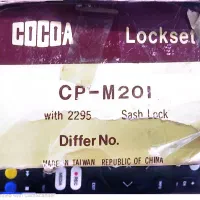 COCOA Lockset
CP-M201
with 2295 Sash Lock
Differ No.
MADE IN TAIWAN REPUBLIC OF CHINA